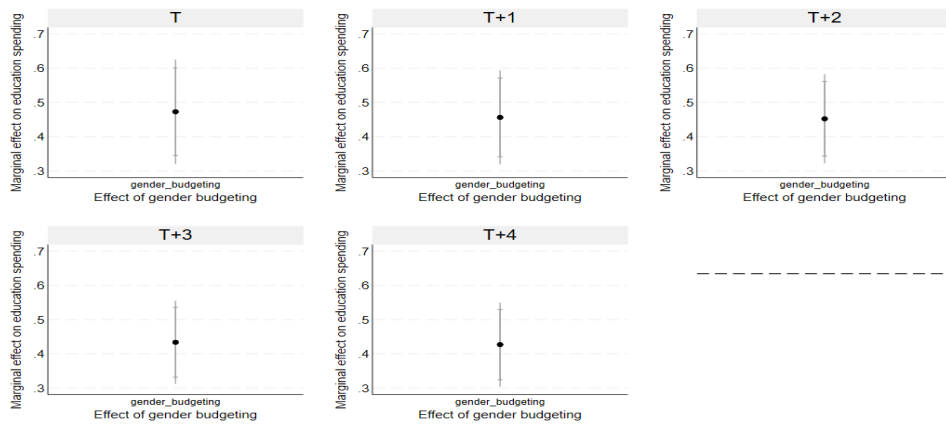 T
Marginal effect on education spending
.7
.6
.5
.4
.3
gender_budgeting
Effect of gender budgeting
T+1
Marginal effect on education spending
.7
.6
.5
.4
.3
gender_budgeting
Effect of gender budgeting
T+2
Marginal effect on education spending
.7
.6
.5
.4
.3
gender_budgeting
Effect of gender budgeting
T+3
Marginal effect on education spending
.7
.6
.5
.4
.3
gender_budgeting
Effect of gender budgeting
T+4
Marginal effect on education spending
.7
.6
.5
.4
.3
gender_budgeting
Effect of gender budgeting